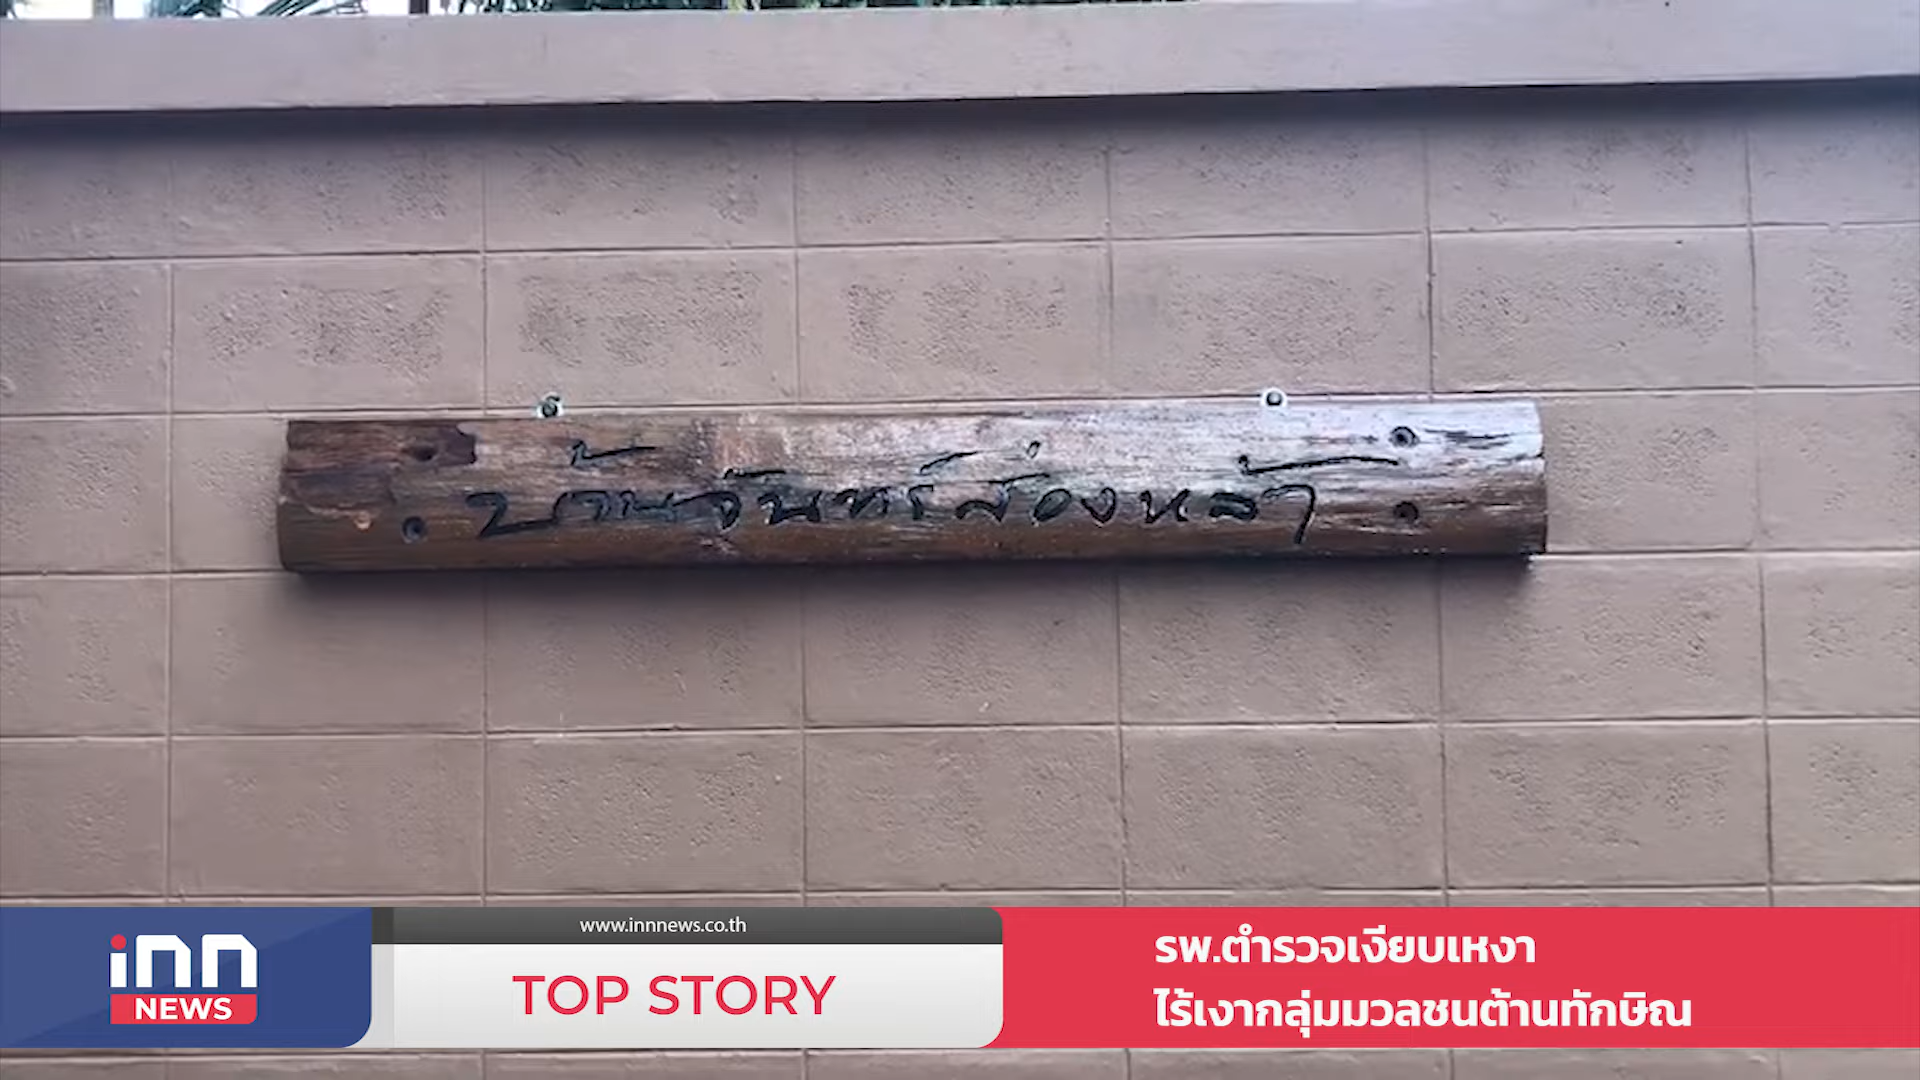 บ้านจันทร์ส่องหล้า
inn
NEWS
www.innnews.co.th
TOP STORY
รพ.ตำรวจเงียบเหงา
ไร้เงากลุ่มมวลชนต้านทักษิณ